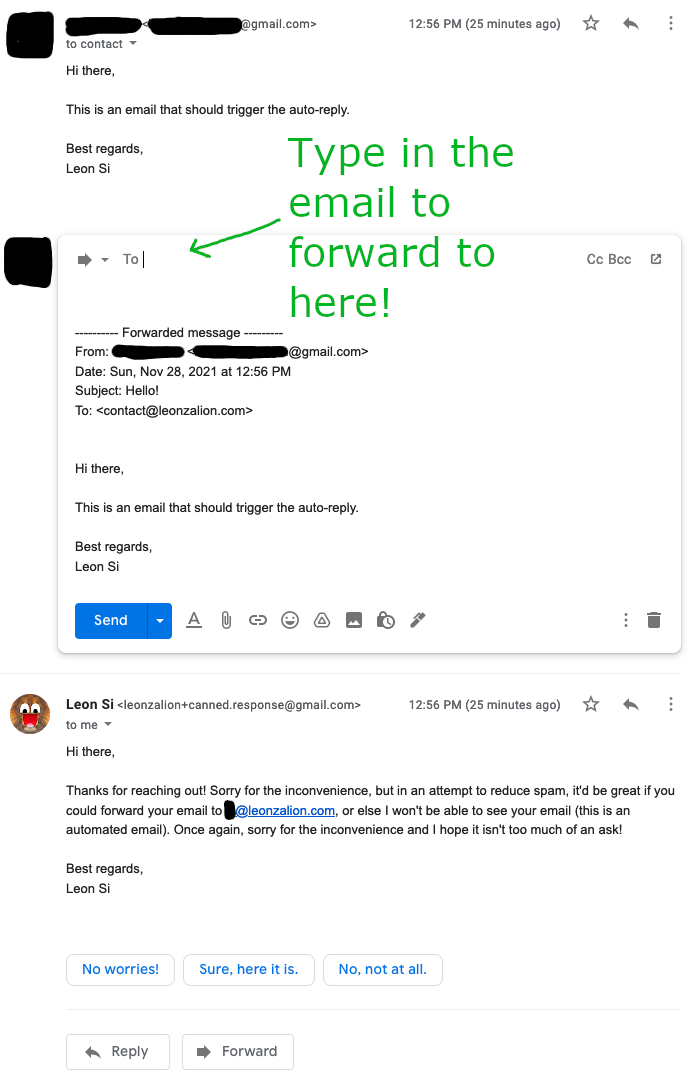 @gmail.com> 12:56 PM (25 minutes ago)
to contact
Hi there,
This is an email that should trigger the auto-reply.
Best regards,
Leon Si
Type in the
email to
forward to
here!
To Cc Bcc
---------- Forwarded message ---------
From: < @gmail.com>
Date: Sun, Nov 28, 2021 at 12:56 PM
Subject: Hello!
To: <contact@leonzalion.com>
Hi there,
This is an email that should trigger the auto-reply.
Best regards,
Leon Si
Send
Leon Si <leonzalion+canned.response@gmail.com> 12:56 PM (25 minutes ago)
to me
Hi there,
Thanks for reaching out! Sorry for the inconvenience, but in an attempt to reduce spam, it'd be great if you
could forward your email to @leonzalion.com, or else I won't be able to see your email (this is an
automated email). Once again, sorry for the inconvenience and I hope it isn't too much of an ask!
Best regards,
Leon Si
No worries! Sure, here it is. No, not at all.
Reply Forward